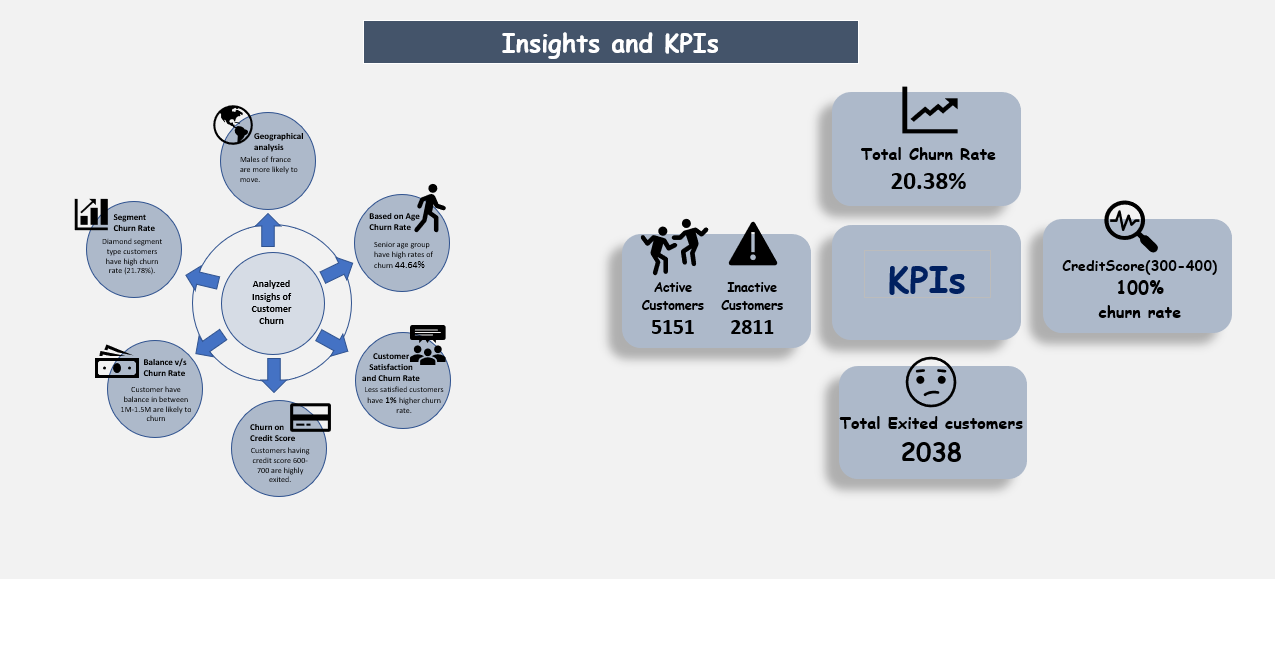 Insights and KPIs
Geographical
analysis
Males of france
are more likely to
move.
Based on Age
Churn Rate
Senior age group
have high rates of
churn 44.64%
Customer
Satisfaction
and Churn Rate
Less satisfied customers
have 1% higher churn
rate.
Churn on
Credit Score
Customers having
credit score 600-
700 are highly
exited.
Balance v/s
Churn Rate
Customer have
balance in between
1M-1.5M are likely to
churn
Segment
Churn Rate
Diamond segment
type customers
have high churn
rate (21.78%).
Analyzed
Insighs of
Customer
Churn
Total Churn Rate
20.38%
Active
Customers
5151
Inactive
Customers
2811
KPIs
CreditScore(300-400)
100%
churn rate
Total Exited customers
2038